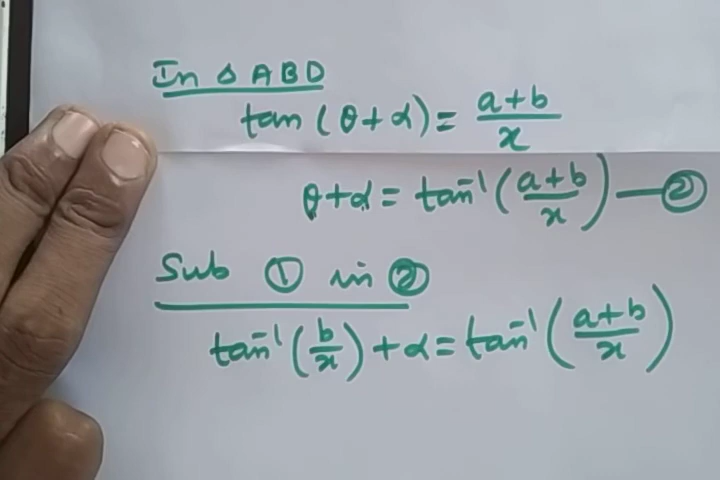 In Δ ABD
tan (θ+α) = a+b/x
θ+α = tan⁻¹(a+b/x) — ②
Sub ① in ②
tan⁻¹(b/x) + α = tan⁻¹(a+b/x)